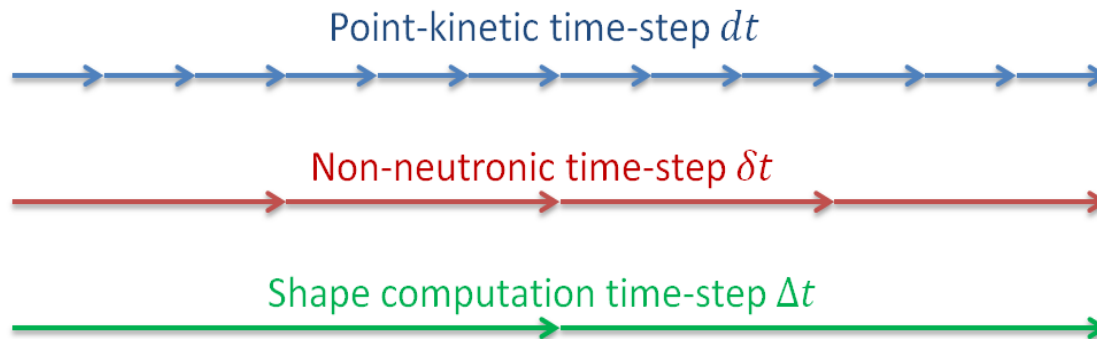 Point-kinetic time-step dt
Non-neutronic time-step δt
Shape computation time-step Δt